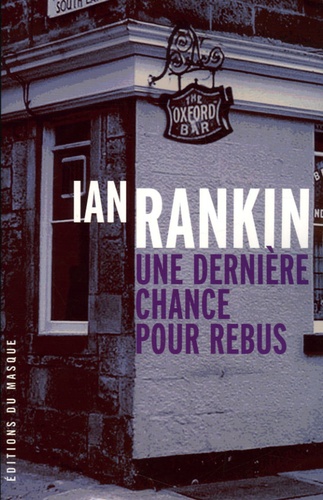 SOUTH
THE
OXFORD
BAR
IAN RANKIN
UNE DERNIÈRE
CHANCE
POUR REBUS
ÉDITIONS DU MASQUE